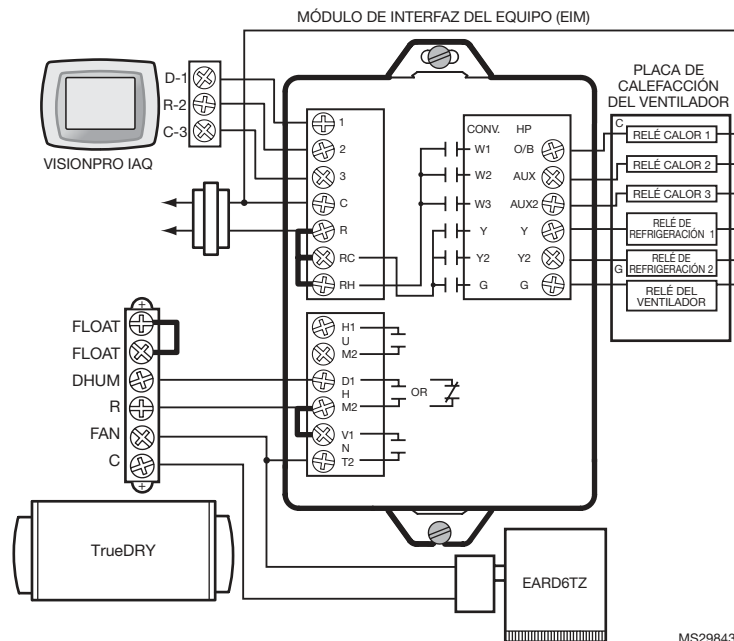 MÓDULO DE INTERFAZ DEL EQUIPO (EIM)
D-1
R-2
C-3
VISIONPRO IAQ
1
2
3
C
R
RC
RH
CONV.
HP
W1
O/B
W2
AUX
W3
AUX2
Y
Y
Y2
Y2
G
G
PLACA DE
CALEFACCIÓN
DEL VENTILADOR
C
RELÉ CALOR 1
RELÉ CALOR 2
RELÉ CALOR 3
RELÉ DE
REFRIGERACIÓN 1
RELÉ DE
REFRIGERACIÓN 2
G
RELÉ DEL
VENTILADOR
FLOAT
FLOAT
DHUM
R
FAN
C
H1
U
M2
D1
H
M2
V1
N
T2
OR
TrueDRY
EARD6TZ
MS29843